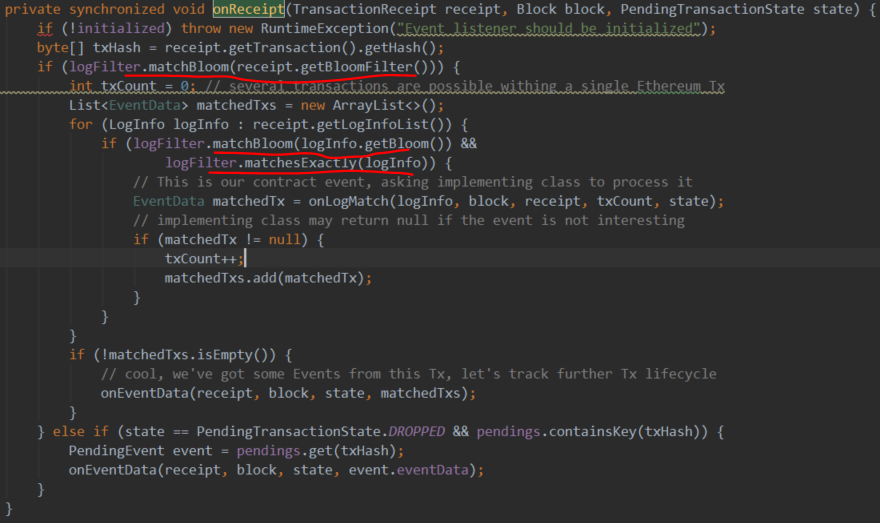 private synchronized void onReceipt(TransactionReceipt receipt, Block block, PendingTransactionState state) {
if (!initialized) throw new RuntimeException("Event listener should be initialized");
byte[] txHash = receipt.getTransaction().getHash();
if (logFilter.matchBloom(receipt.getBloomFilter())) {
int txCount = 0; // several transactions are possible withing a single Ethereum Tx
List<EventData> matchedTxs = new ArrayList<>();
for (LogInfo logInfo : receipt.getLogInfoList()) {
if (logFilter.matchBloom(logInfo.getBloom()) &&
logFilter.matchesExactly(logInfo)) {
// This is our contract event, asking implementing class to process it
EventData matchedTx = onLogMatch(logInfo, block, receipt, txCount, state);
// implementing class may return null if the event is not interesting
if (matchedTx != null) {
txCount++;
matchedTxs.add(matchedTx);
}
}
}
if (!matchedTxs.isEmpty()) {
// cool, we've got some Events from this Tx, let's track further Tx lifecycle
onEventData(receipt, block, state, matchedTxs);
}
} else if (state == PendingTransactionState.DROPPED && pendings.containsKey(txHash)) {
PendingEvent event = pendings.get(txHash);
onEventData(receipt, block, state, event.eventData);
}
}